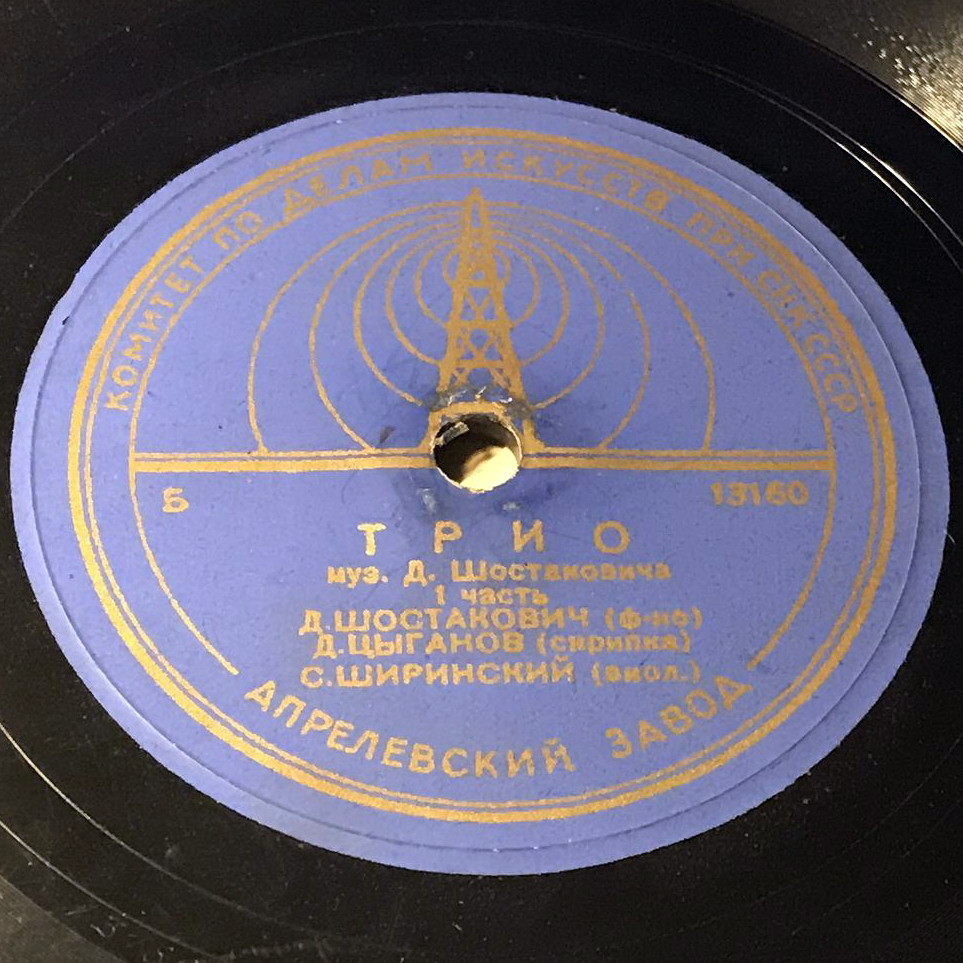 КОМИТЕТ ПО ДЕЛАМ ИСКУССТВ ПРИ СНК СССР
Б 13160
ТРИО
муз. Д. Шостаковича
1 часть
Д.ШОСТАКОВИЧ (ф-но)
Д.ЦЫГАНОВ (скрипка)
С.ШИРИНСКИЙ (виол.)
АПРЕЛЕВСКИЙ ЗАВОД